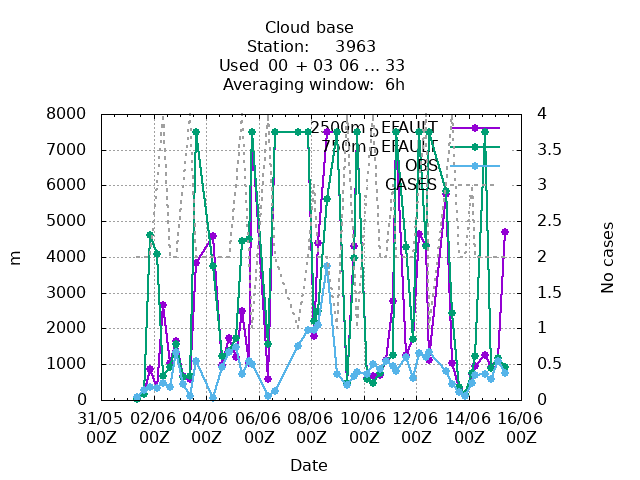 Cloud base
Station: 3963
Used 00 + 03 06 ... 33
Averaging window: 6h
2500m_DEFAULT
750m_DEFAULT
OBS
CASES
8000
7000
6000
5000
4000
3000
2000
1000
0
m
4
3.5
3
2.5
2
1.5
1
0.5
0
No cases
31/05 02/06 04/06 06/06 08/06 10/06 12/06 14/06 16/06
00Z 00Z 00Z 00Z 00Z 00Z 00Z 00Z 00Z
Date